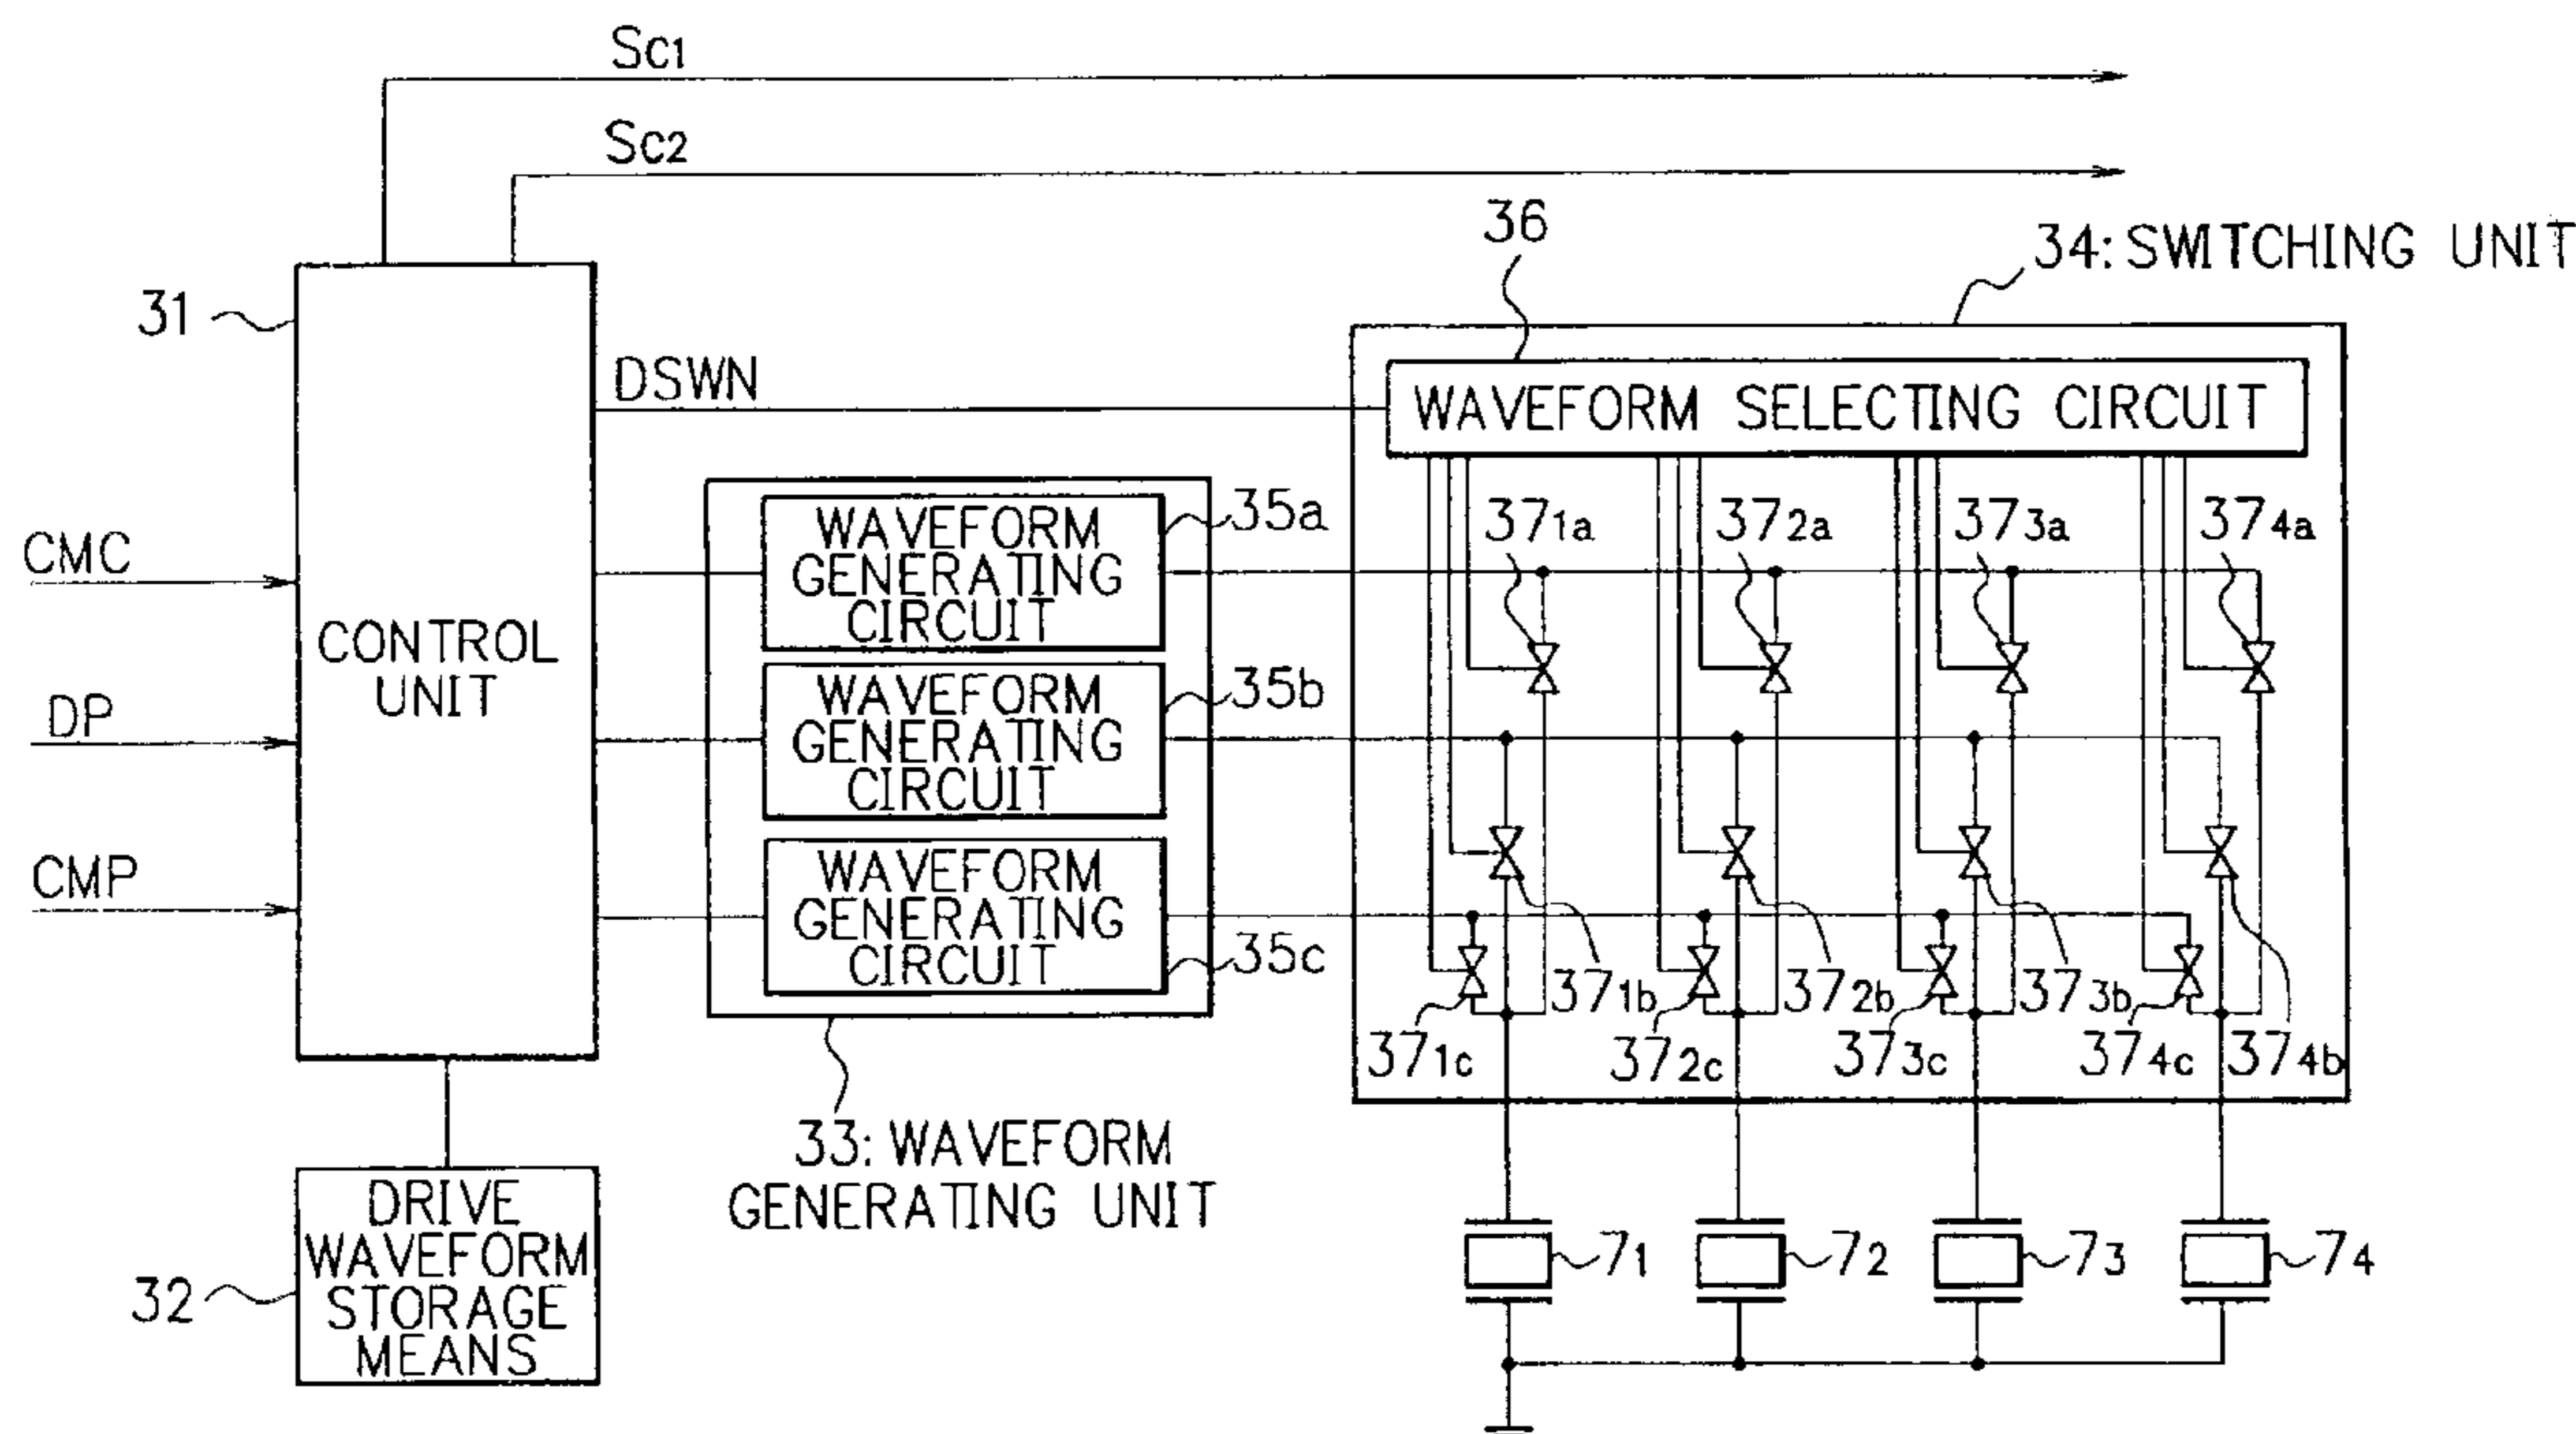 Sc1
Sc2
36
34: SWITCHING UNIT
31
DSWN
WAVEFORM SELECTING CIRCUIT
CMC
DP
CMP
CONTROL
UNIT
WAVEFORM
GENERATING
CIRCUIT
35a
WAVEFORM
GENERATING
CIRCUIT
35b
WAVEFORM
GENERATING
CIRCUIT
35c
371a
372a
373a
374a
371b
372b
373b
374b
371c
372c
373c
374c
33: WAVEFORM
GENERATING UNIT
32
DRIVE
WAVEFORM
STORAGE
MEANS
71
72
73
74